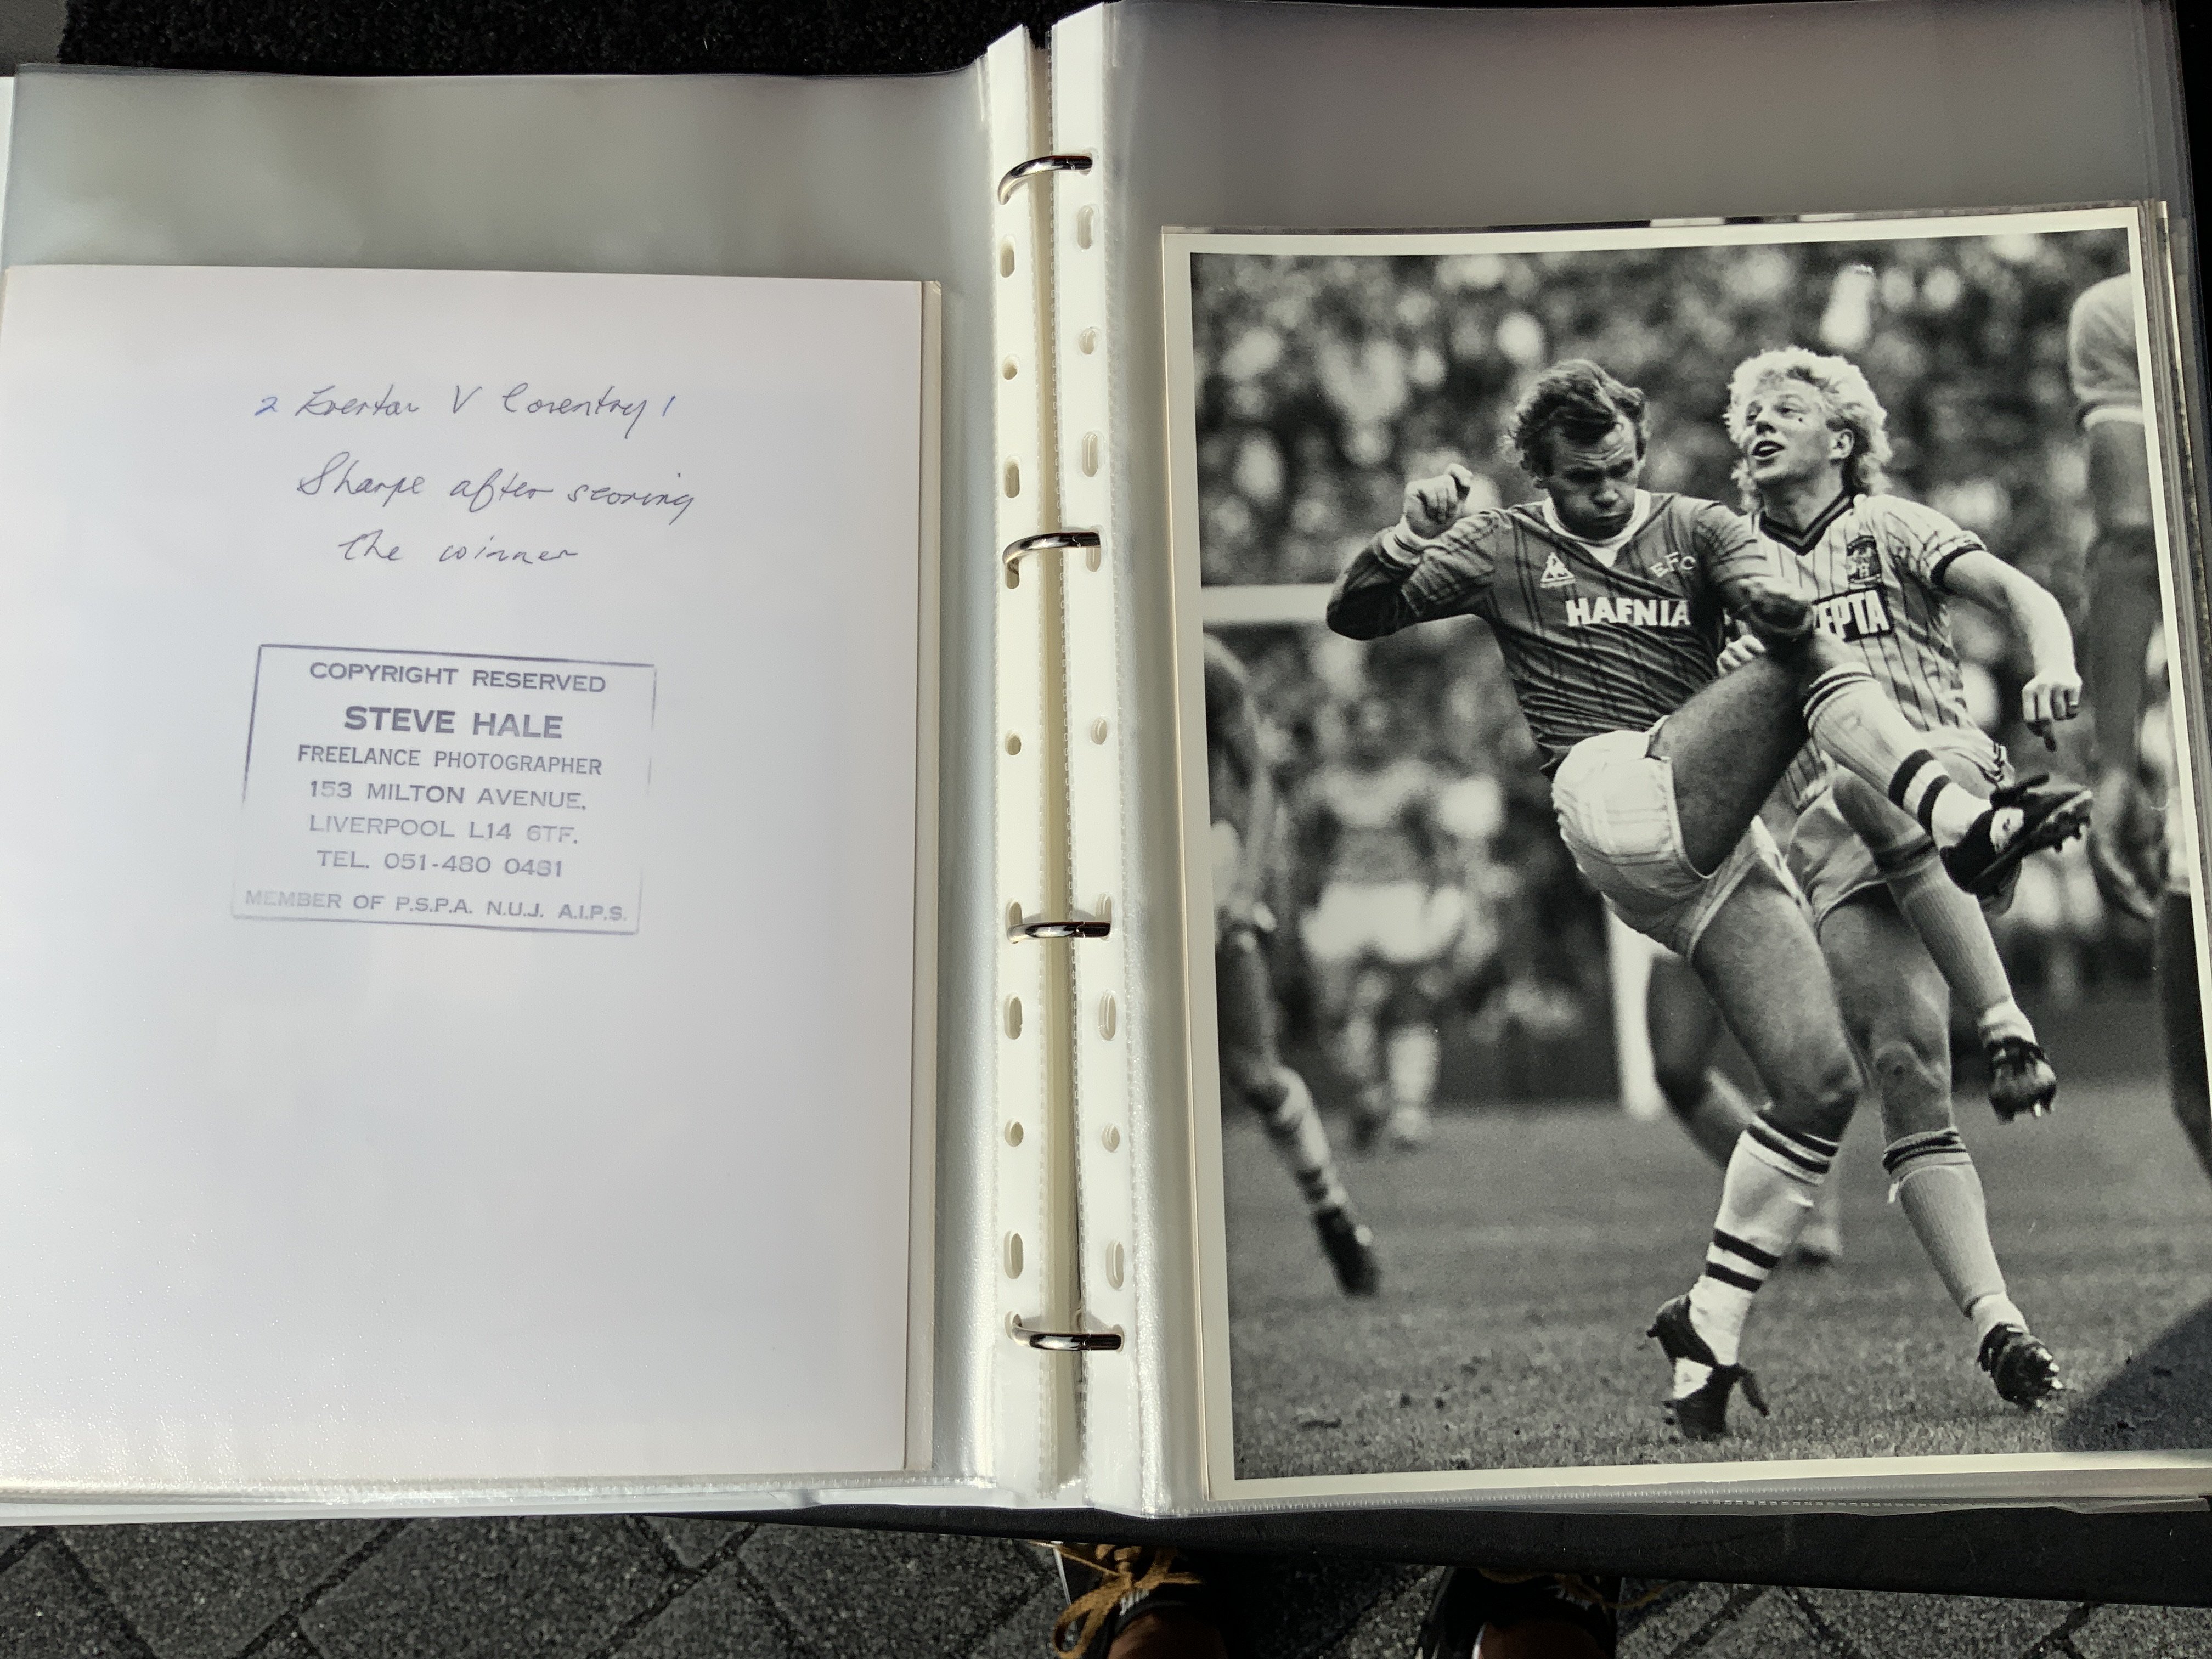 2 Everton V Coventry 1
Sharpe after scoring
the winner
COPYRIGHT RESERVED
STEVE HALE
FREELANCE PHOTOGRAPHER
153 MILTON AVENUE,
LIVERPOOL L14 6TF.
TEL. 051-480 0481
MEMBER OF P.S.P.A. N.U.J. A.I.P.S.
EFC
HAFNIA
ZEPTA